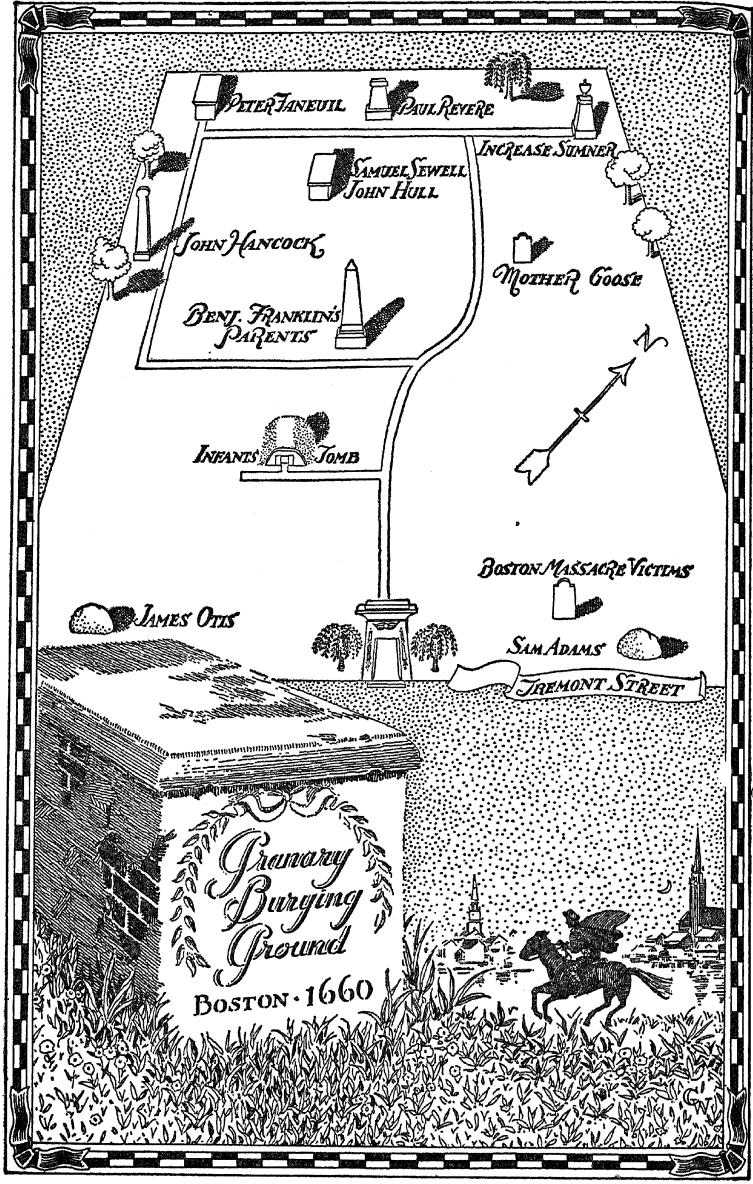 PETER FANEUIL
PAUL REVERE
INCREASE SUMNER
SAMUEL SEWELL
JOHN HULL
JOHN HANCOCK
MOTHER GOOSE
BENJ. FRANKLIN'S
PARENTS
N
INFANTS TOMB
BOSTON MASSACRE VICTIMS
JAMES OTIS
SAM ADAMS
TREMONT STREET
Granary
Burying
Ground
BOSTON · 1660